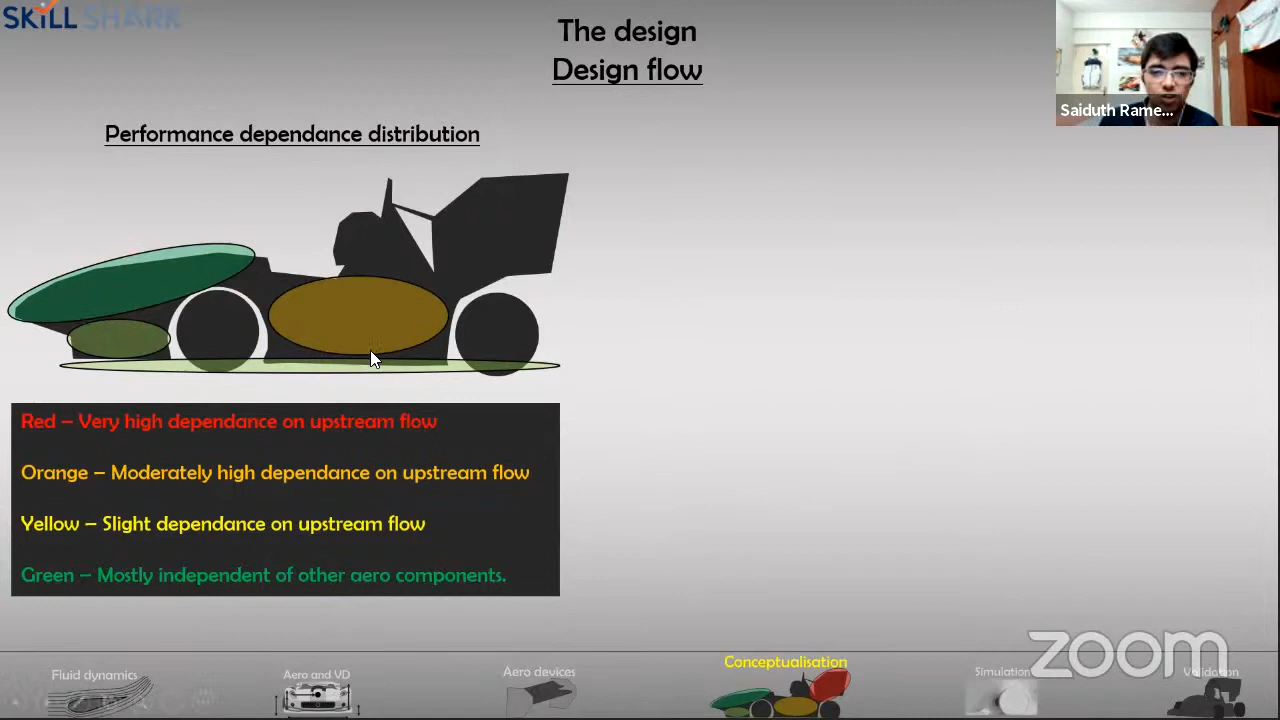 SKILL SHARK
The design
Design flow
Saiduth Rame...
Performance dependance distribution
Red – Very high dependance on upstream flow
Orange – Moderately high dependance on upstream flow
Yellow – Slight dependance on upstream flow
Green – Mostly independent of other aero components.
Fluid dynamics
Aero and VD
Aero devices
Conceptualisation
Simulation
Validation
zoom